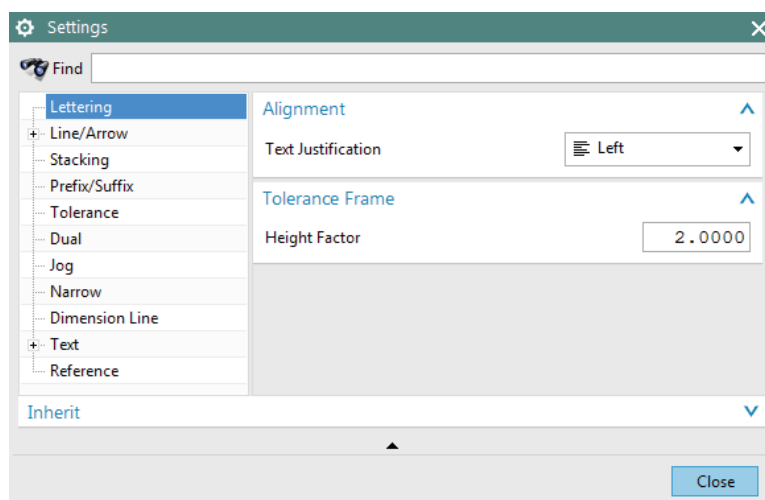 Settings
Find
Lettering
Line/Arrow
Stacking
Prefix/Suffix
Tolerance
Dual
Jog
Narrow
Dimension Line
Text
Reference
Alignment
Text Justification Left
Tolerance Frame
Height Factor 2.0000
Inherit
Close